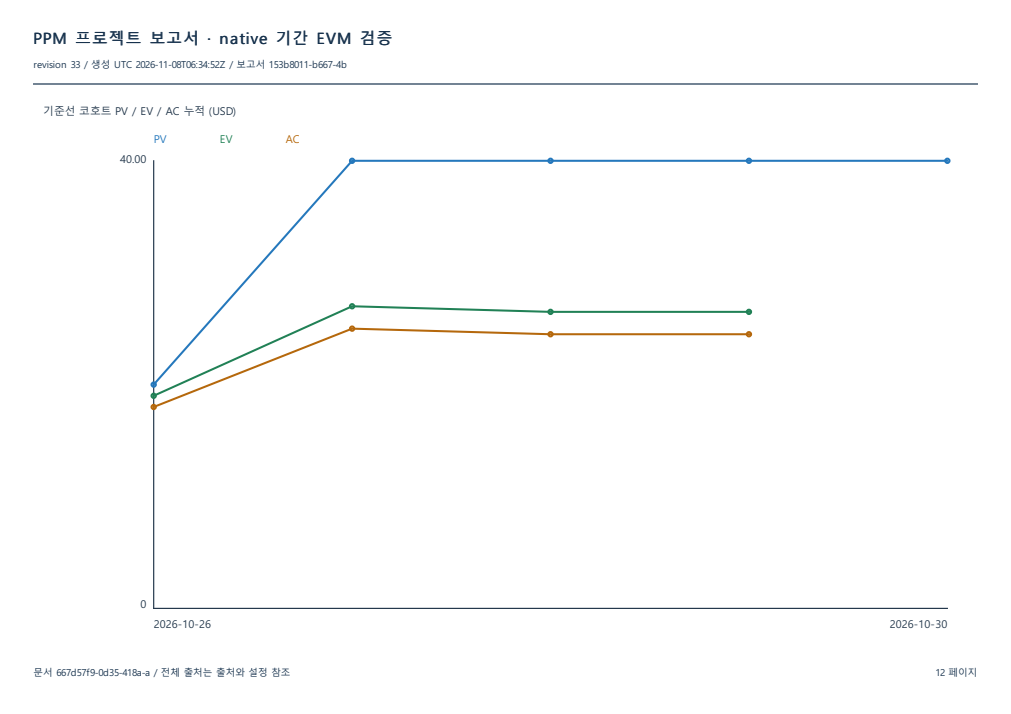 PPM 프로젝트 보고서 · native 기간 EVM 검증
revision 33 / 생성 UTC 2026-11-08T06:34:52Z / 보고서 153b8011-b667-4b
기준선 코호트 PV / EV / AC 누적 (USD)
PV EV AC
40.00
0
2026-10-26 2026-10-30
문서 667d57f9-0d35-418a-a / 전체 출처는 출처와 설정 참조 12 페이지